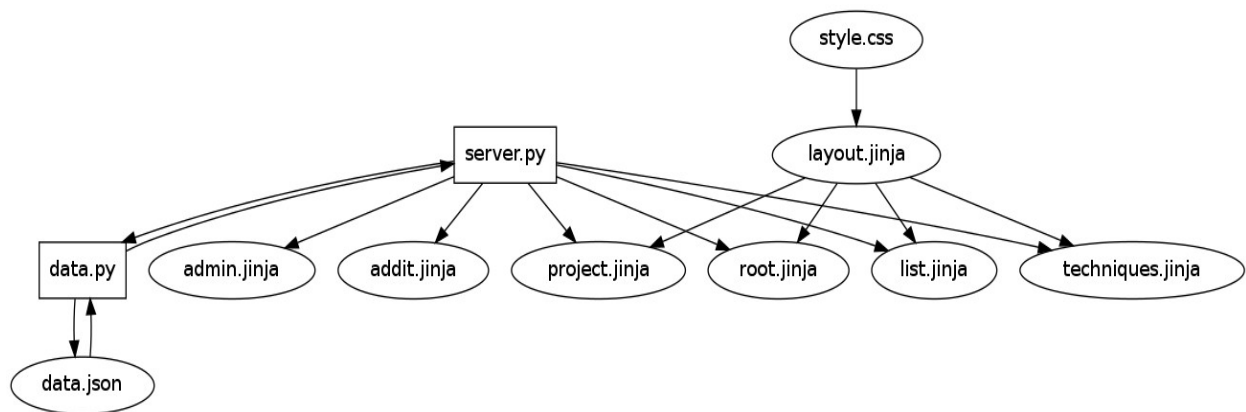 style.css
server.py
layout.jinja
data.py
admin.jinja
addit.jinja
project.jinja
root.jinja
list.jinja
techniques.jinja
data.json